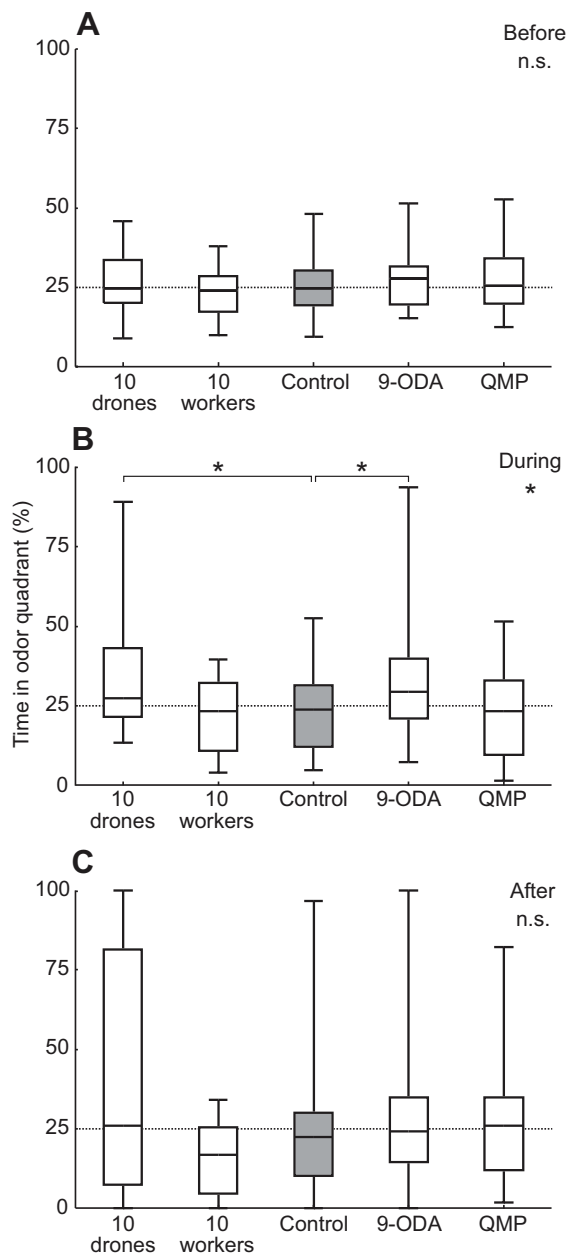 A
Before
n.s.
100
75
50
25
0
10 drones
10 workers
Control
9-ODA
QMP
B
During
*
* *
100
75
50
25
0
Time in odor quadrant (%)
10 drones
10 workers
Control
9-ODA
QMP
C
After
n.s.
100
75
50
25
0
10 drones
10 workers
Control
9-ODA
QMP